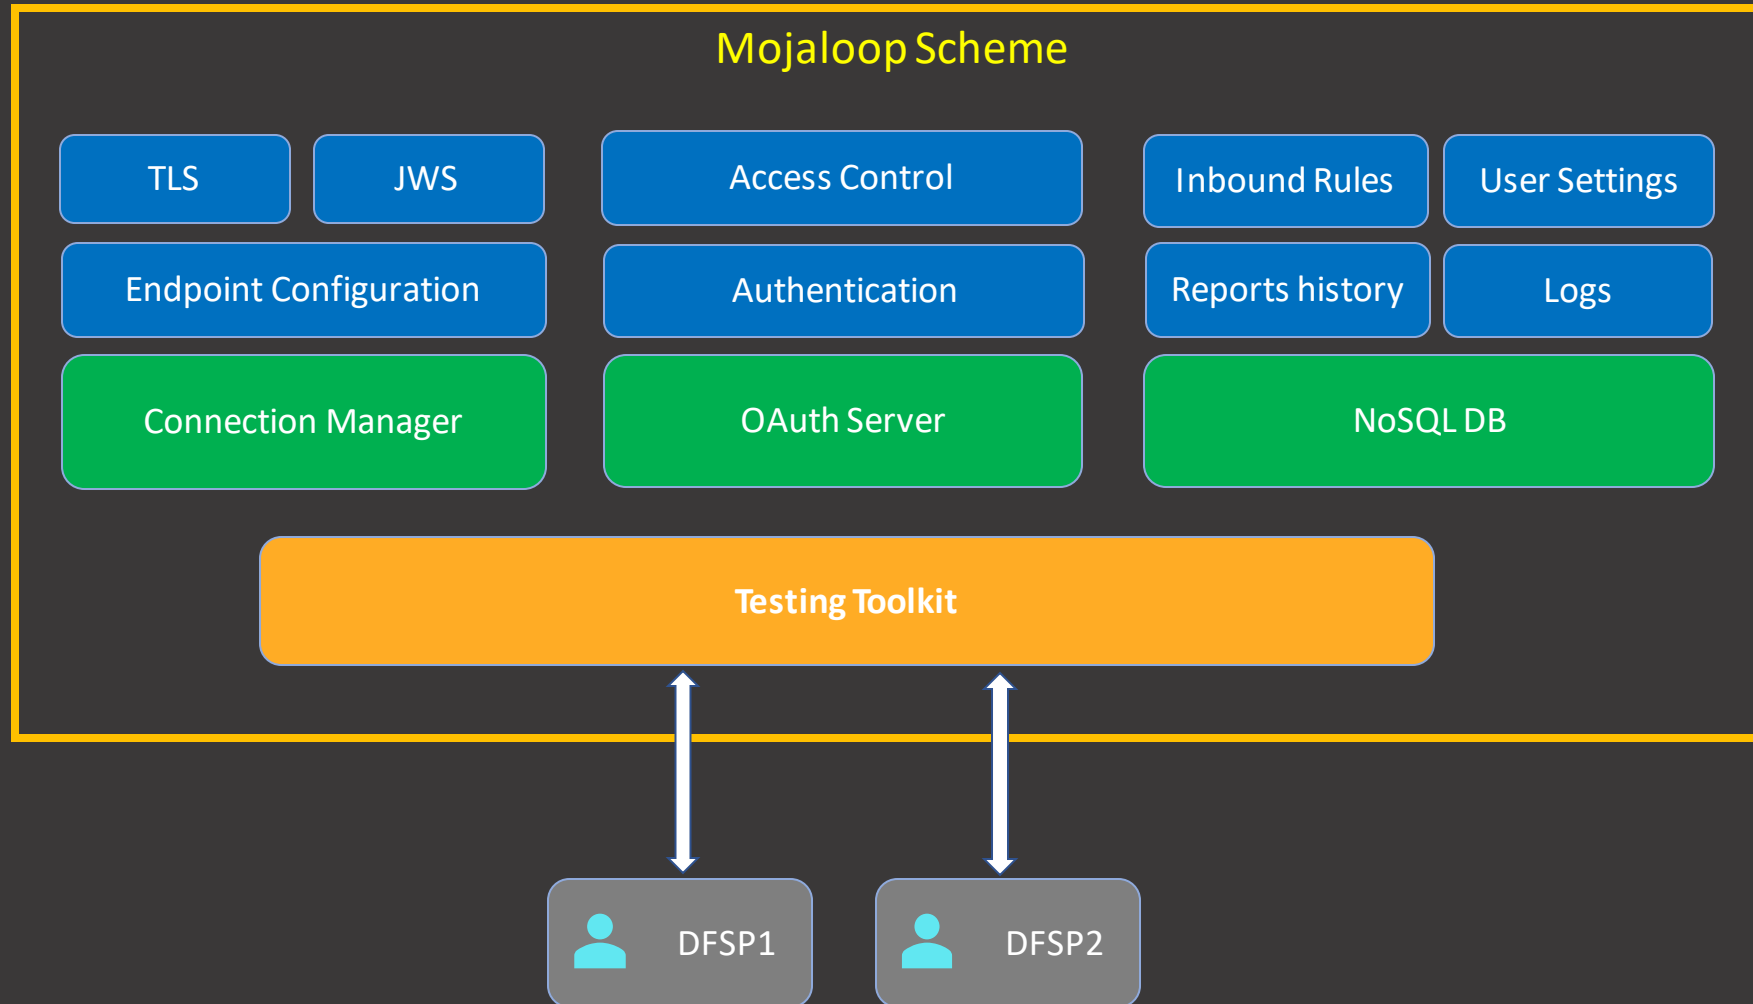 Mojaloop Scheme
TLS
JWS
Access Control
Inbound Rules
User Settings
Endpoint Configuration
Authentication
Reports history
Logs
Connection Manager
OAuth Server
NoSQL DB
Testing Toolkit
DFSP1
DFSP2